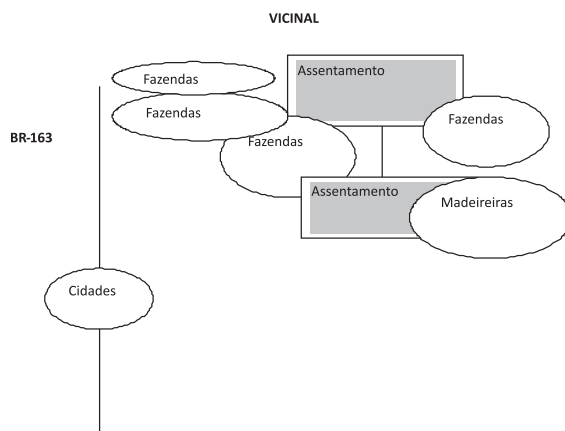 VICINAL
Assentamento
Fazendas
Fazendas
Fazendas
BR-163
Fazendas
Assentamento
Madeireiras
Cidades